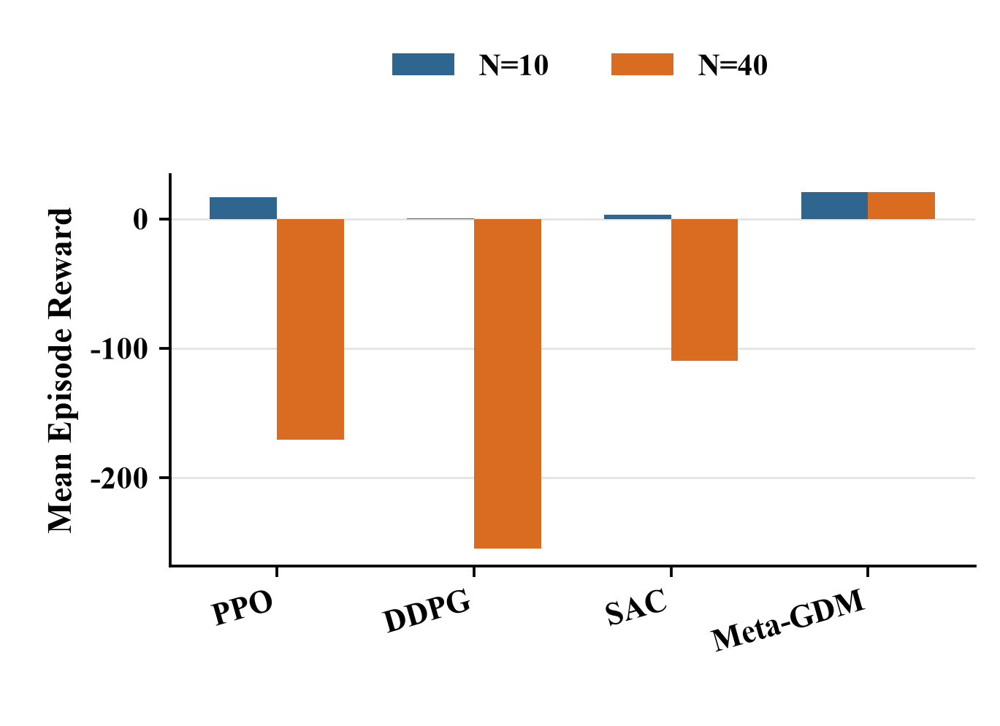 N=10 N=40
Mean Episode Reward
0
-100
-200
PPO DDPG SAC Meta-GDM